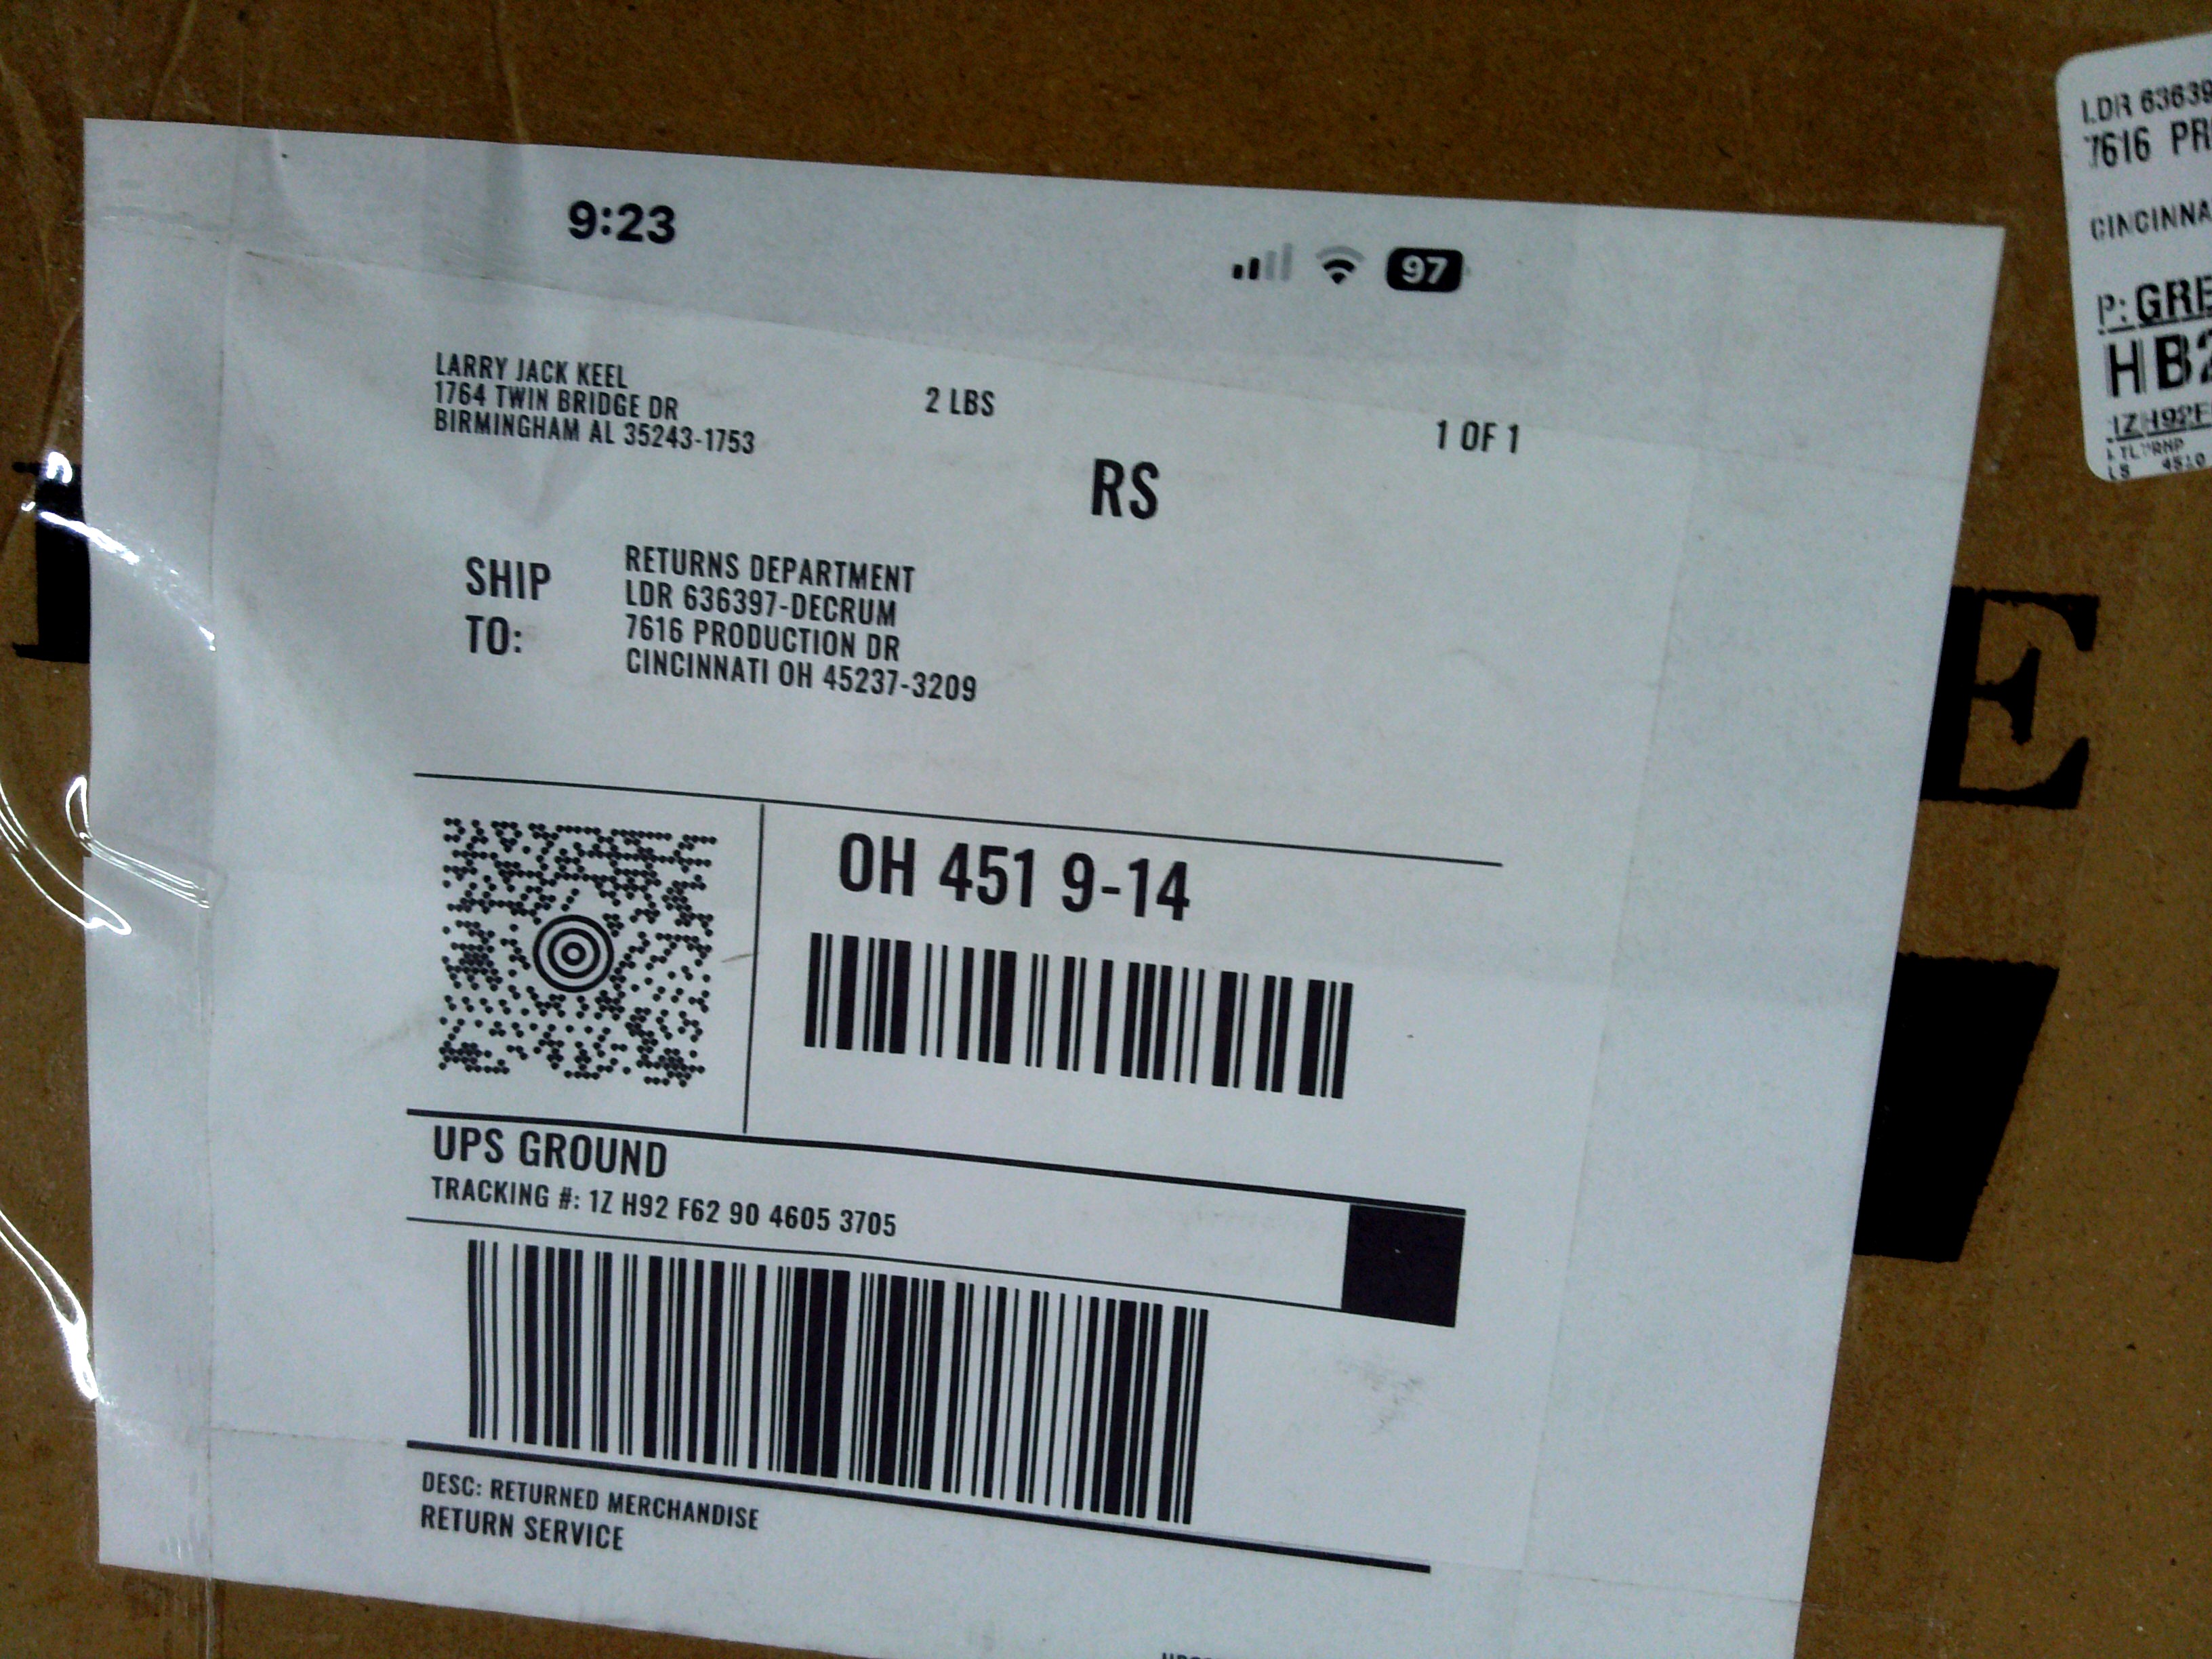 9:23
97
LARRY JACK KEEL
1764 TWIN BRIDGE DR
BIRMINGHAM AL 35243-1753
2 LBS
1 OF 1
RS
SHIP TO:
RETURNS DEPARTMENT
LDR 636397-DECRUM
7616 PRODUCTION DR
CINCINNATI OH 45237-3209
OH 451 9-14
UPS GROUND
TRACKING #: 1Z H92 F62 90 4605 3705
DESC: RETURNED MERCHANDISE
RETURN SERVICE
LDR 63639
7616 PR
CINCINNA
P: GRE
HB2
1ZH92F
E